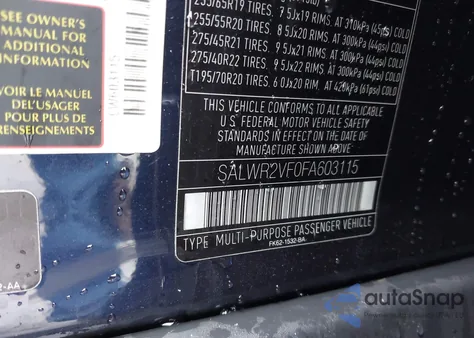 SEE OWNER'S
MANUAL FOR
ADDITIONAL
INFORMATION
VOIR LE MANUEL
DEL'USAGER
POUR PLUS DE
RENSEIGNEMENTS
255/55R20 TIRES. 8 5Jx20 RIMS. AT 300kPa (44psi) COLD
275/45R21 TIRES. 9 5Jx21 RIMS. AT 300kPa (44psi) COLD
275/40R22 TIRES. 9 5Jx22 RIMS. AT 300kPa (44psi) COLD
T195/70R20 TIRES. 6 0Jx20 RIM. AT 420kPa (61psi) COLD
THIS VEHICLE CONFORMS TO ALL APPLICABLE
U.S. FEDERAL MOTOR VEHICLE SAFETY
STANDARDS IN EFFECT ON THE DATE OF
MANUFACTURE SHOWN ABOVE.
SALWR2VF0FA603115
TYPE MULTI-PURPOSE PASSENGER VEHICLE
FK62-1532-BA
autoSnap